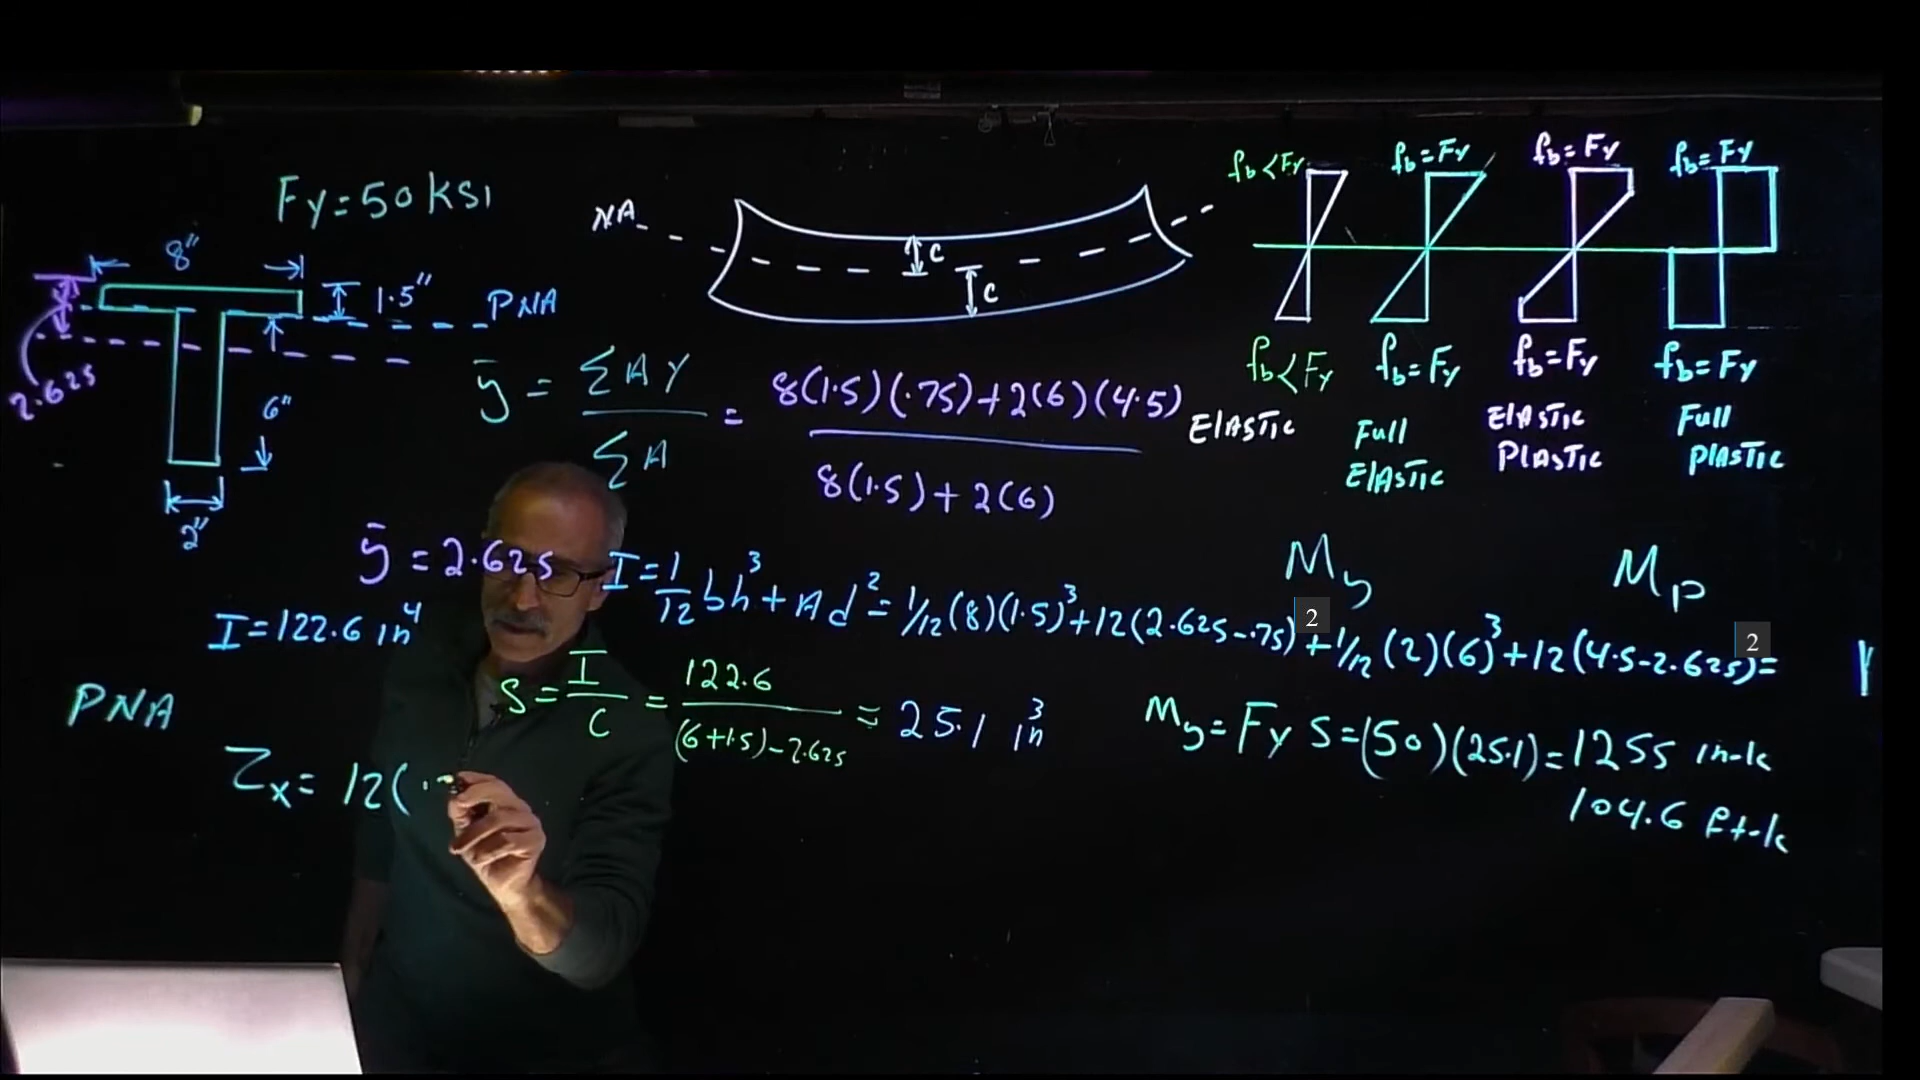 Fy=50 ksi
8"
1.5"
PNA
2.625
6"
2"
NA
C
C
fb<Fy
fb=Fy
fb=Fy
fb=Fy
fb<Fy
fb=Fy
fb=Fy
fb=Fy
ELASTIC
Full
ELASTIC
ELASTIC
PLASTIC
Full
PLASTIC
ȳ = ΣAY / ΣA = 8(1.5)(.75)+2(6)(4.5) / 8(1.5)+2(6)
ȳ = 2.625
My
Mp
I=1/12 bh³+Ad²=1/12(8)(1.5)³+12(2.625-.75)²+1/12(2)(6)³+12(4.5-2.625)²=
I=122.6 in⁴
S = I/C = 122.6 / (6+1.5)-2.625 = 25.1 in³
My=Fy S=(50)(25.1)=1255 in-k
104.6 ft-k
PNA
Zx= 12(.